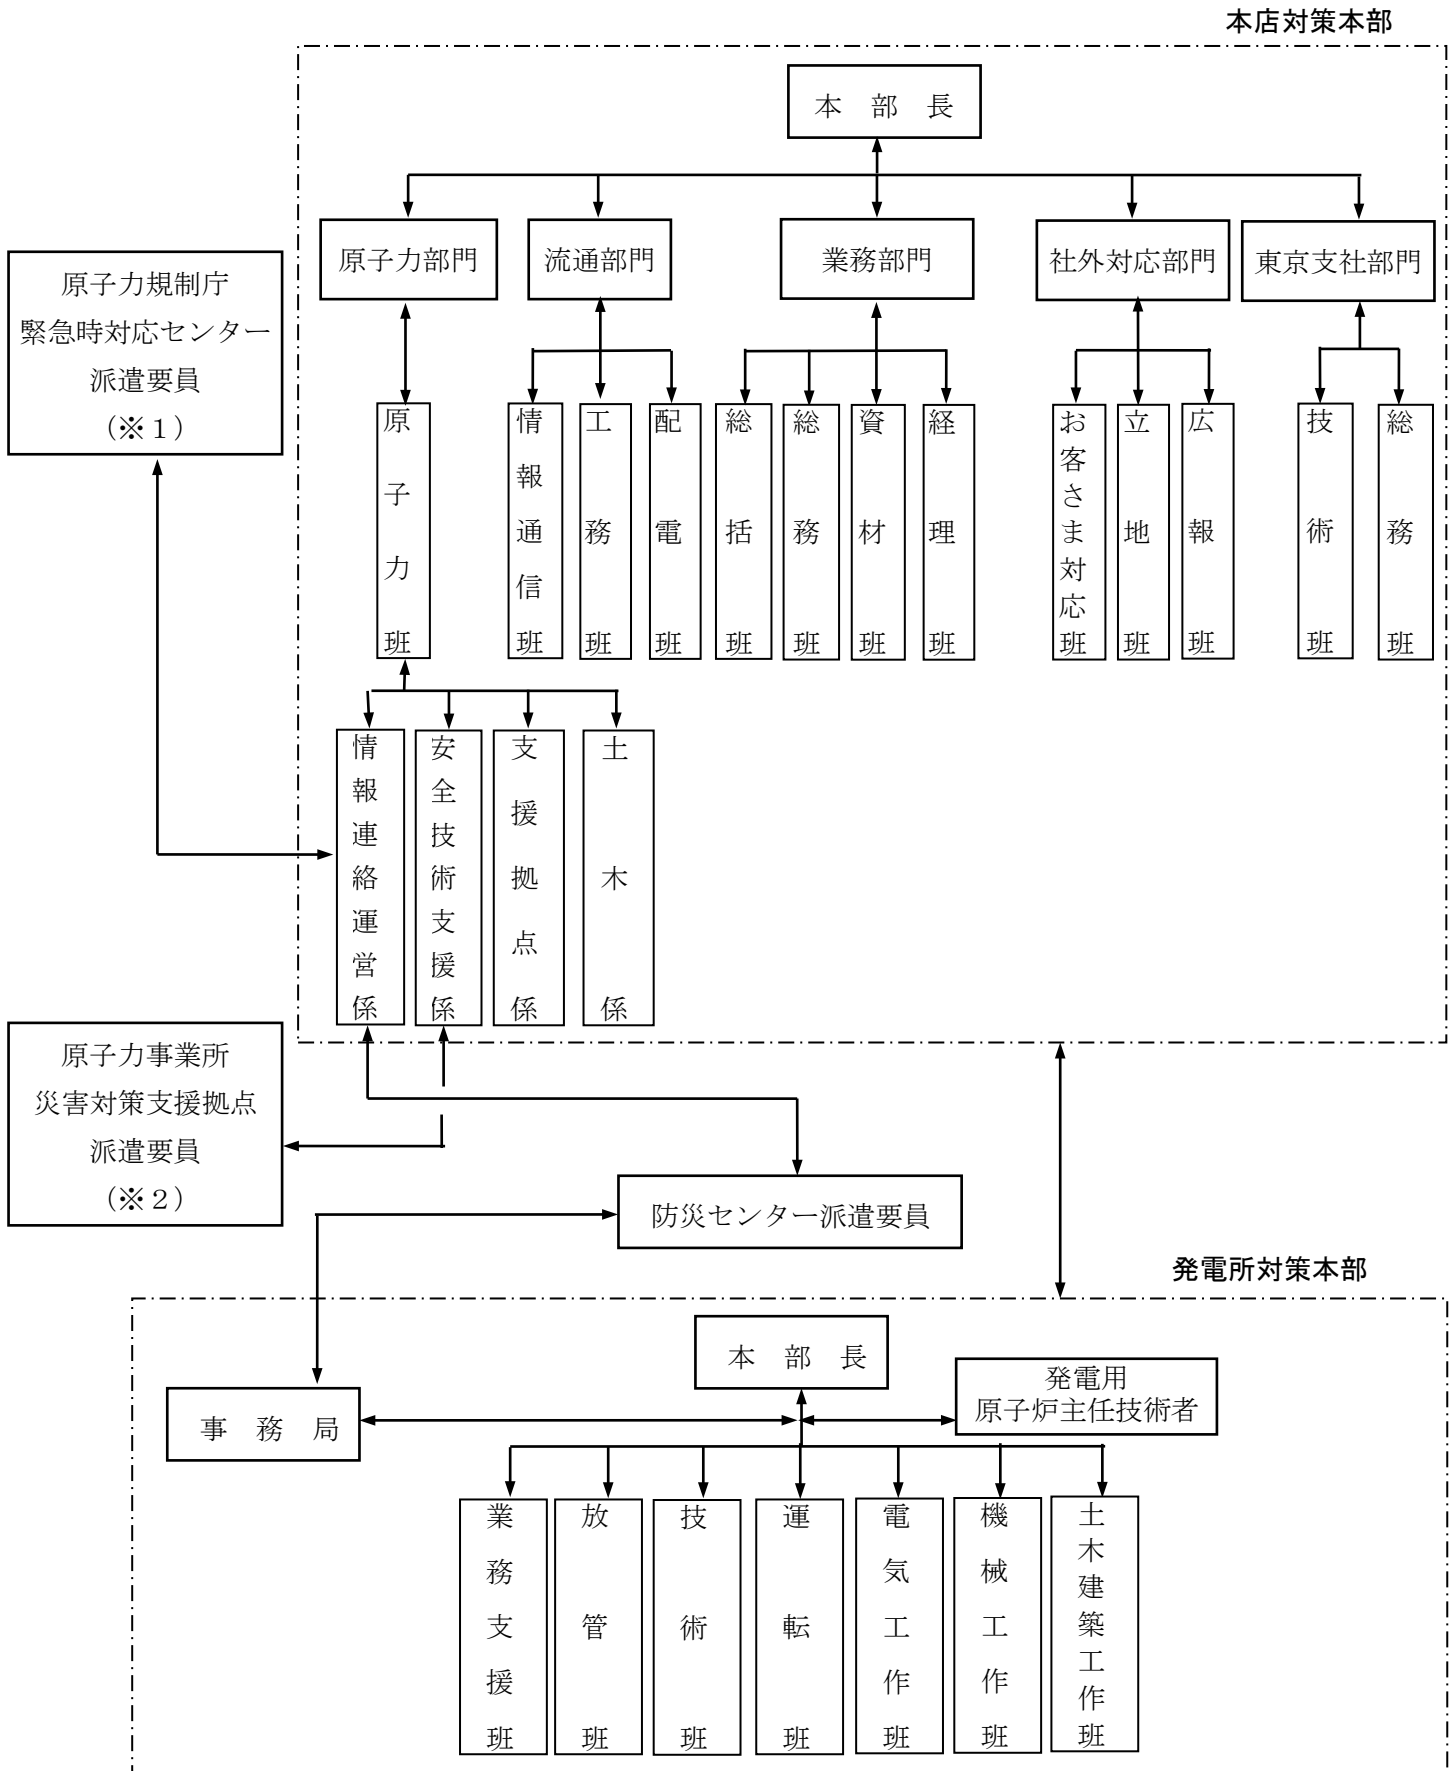 本店対策本部
本 部 長
原子力部門
流通部門
業務部門
社外対応部門
東京支社部門
原子力規制庁
緊急時対応センター
派遣要員
(※１)
原子力班
情報通信班
工務班
配電班
総括班
総務班
資材班
経理班
お客さま対応班
立地班
広報班
技術班
総務班
情報連絡運営係
安全技術支援係
支援拠点係
土木係
原子力事業所
災害対策支援拠点
派遣要員
(※２)
防災センター派遣要員
発電所対策本部
本 部 長
発電用
原子炉主任技術者
事 務 局
業務支援班
放管班
技術班
運転班
電気工作班
機械工作班
土木建築工作班